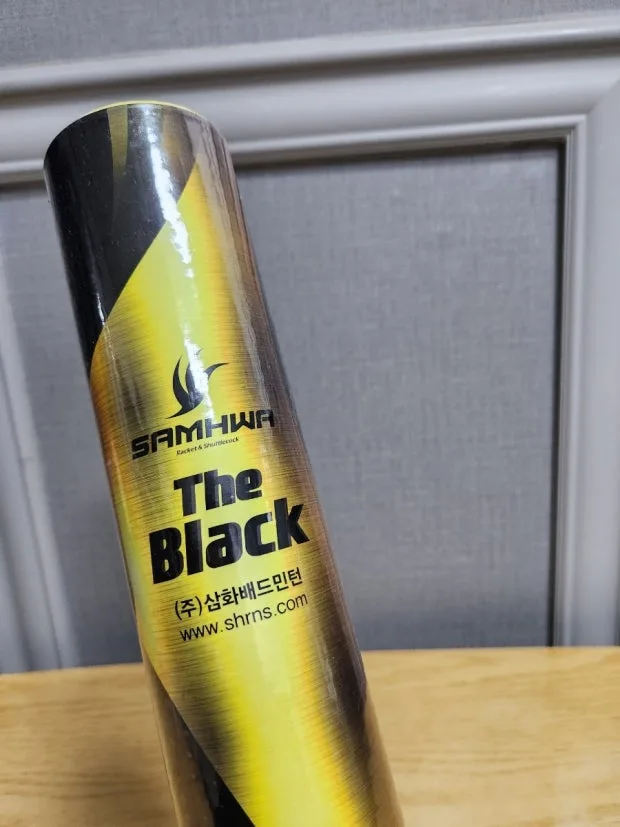 SAMHWA
Racket & Shuttlecock
The
Black
(주)삼화배드민턴
www.shrns.com